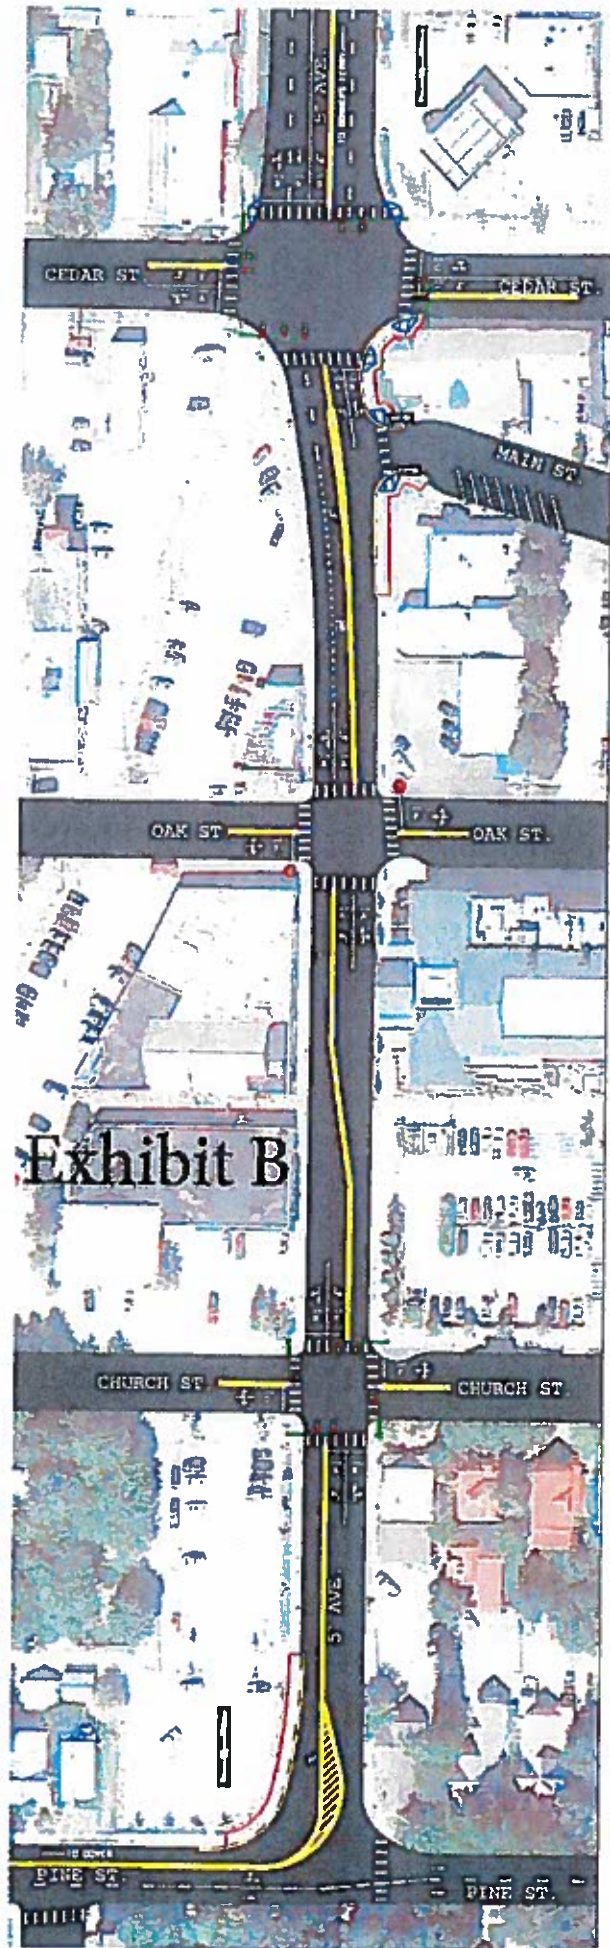 5' AVE.
CEDAR ST
CEDAR ST.
MAIN ST.
OAK ST
OAK ST.
Exhibit B
CHURCH ST.
CHURCH ST.
5' AVE.
PINE ST.
PINE ST.